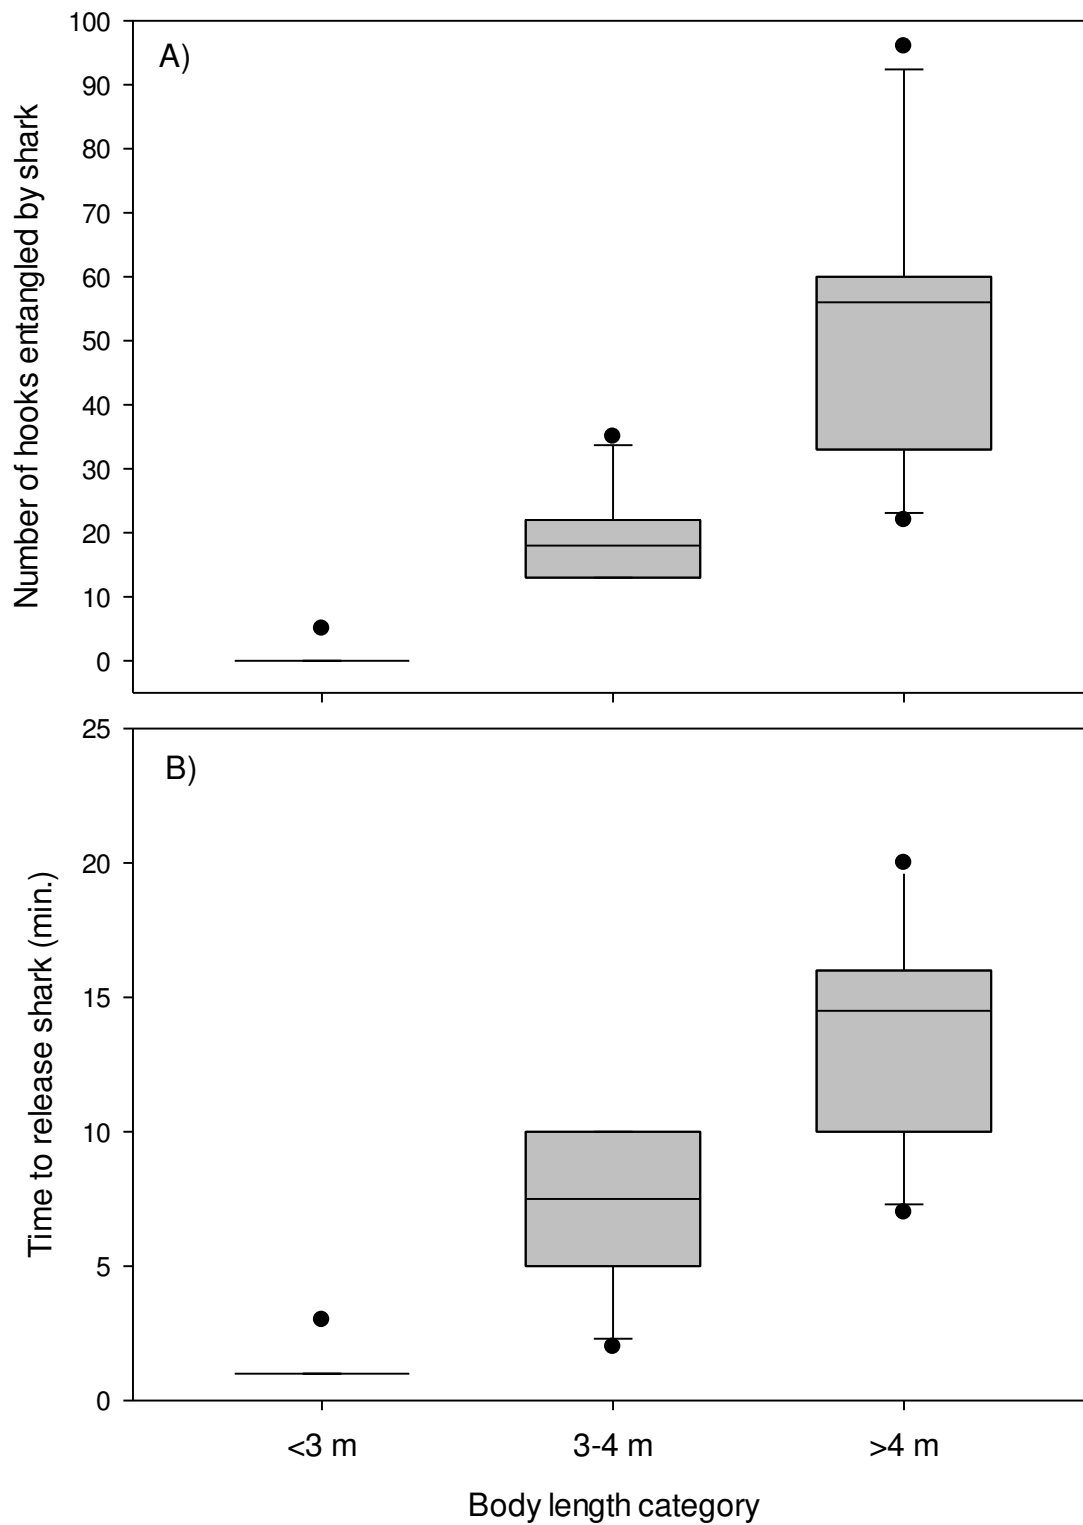 A)
Number of hooks entangled by shark
100
90
80
70
60
50
40
30
20
10
0
B)
Time to release shark (min.)
25
20
15
10
5
0
<3 m 3-4 m >4 m
Body length category